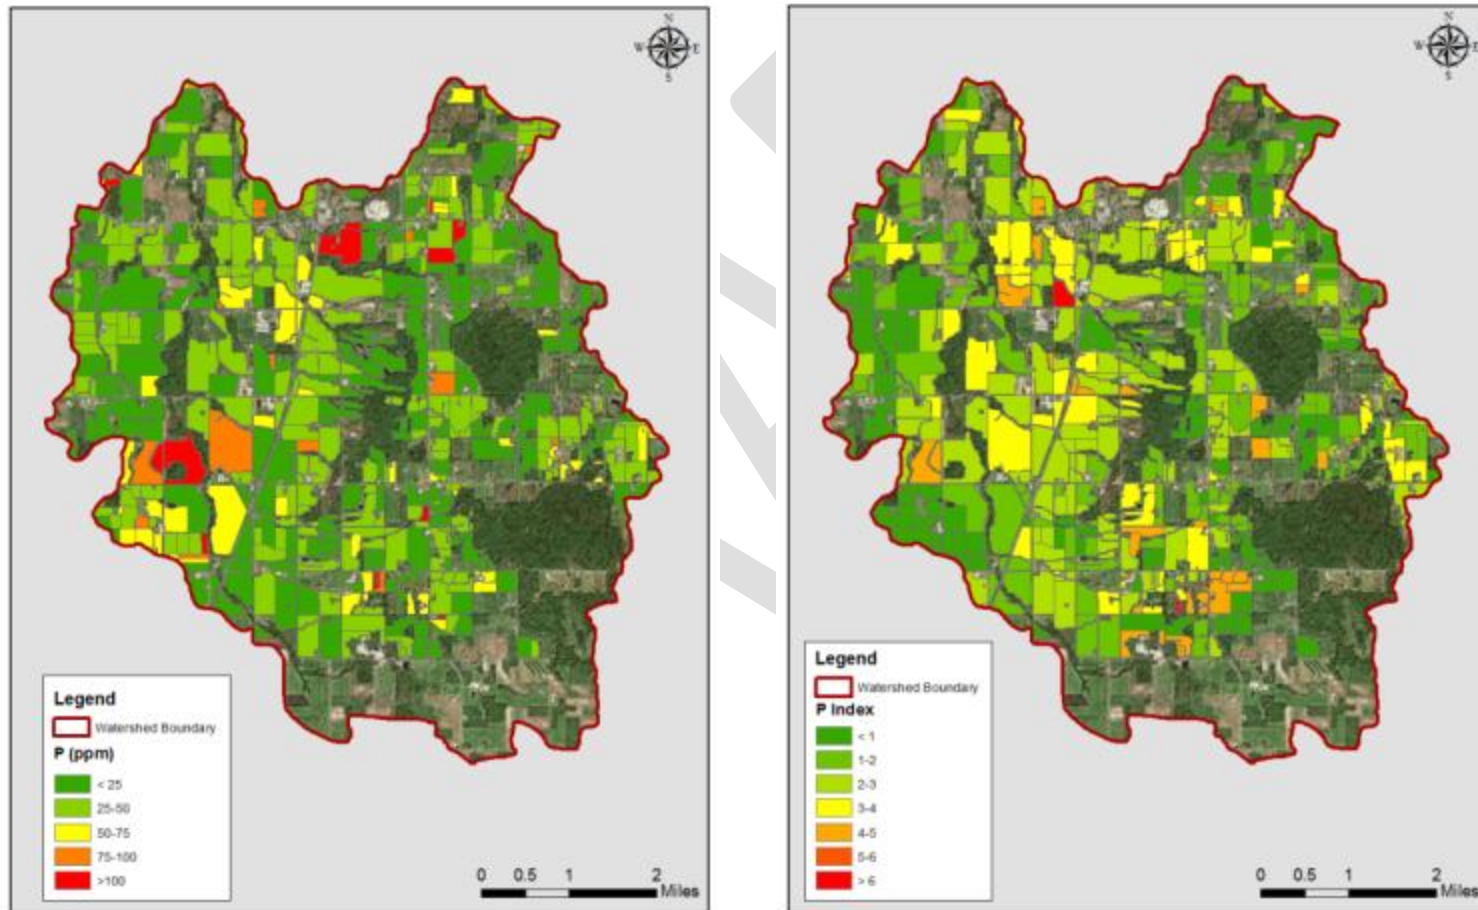 N
W E
S
Legend
Watershed Boundary
P (ppm)
< 25
25-50
50-75
75-100
>100
0 0.5 1 2
Miles
N
W E
S
Legend
Watershed Boundary
P Index
< 1
1-2
2-3
3-4
4-5
5-6
> 6
0 0.5 1 2
Miles